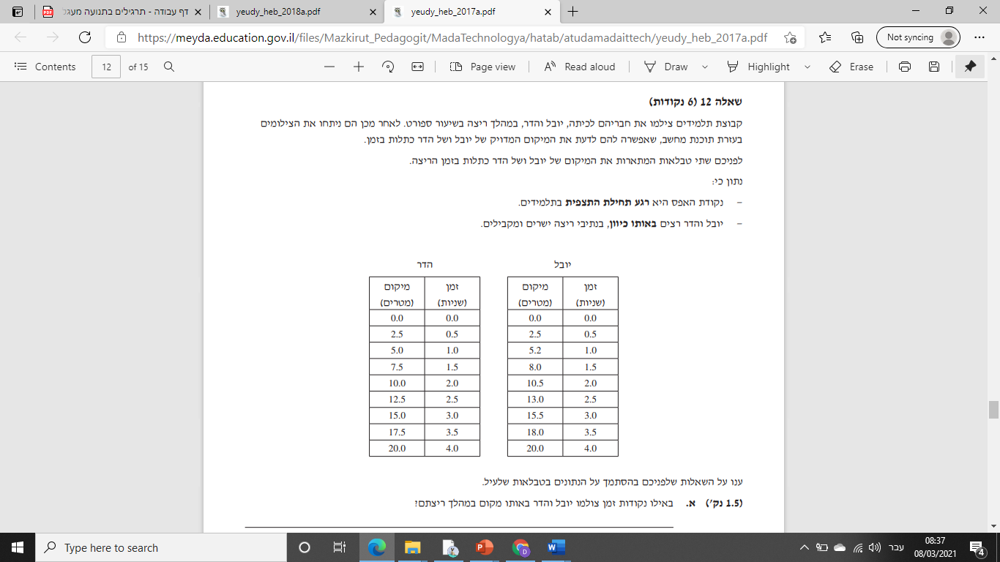 דף עבודה - תרגילים בתנועה מעגל
yeudy_heb_2018a.pdf
yeudy_heb_2017a.pdf
https://meyda.education.gov.il/files/Mazkirut_Pedagogit/MadaTechnologya/hatab/atudamadaittech/yeudy_heb_2017a.pdf
Not syncing
Contents 12 of 15 Page view Read aloud Draw Highlight Erase
שאלה 12 (6 נקודות)
קבוצת תלמידים צילמו את חבריהם לכיתה, יובל והדר, במהלך ריצה בשיעור ספורט. לאחר מכן הם ניתחו את הצילומים
בעזרת תוכנת מחשב, שאפשרה להם לדעת את המיקום המדויק של יובל ושל הדר כתלות בזמן.
לפניכם שתי טבלאות המתארות את המיקום של יובל ושל הדר כתלות בזמן הריצה.
נתון כי:
– נקודת האפס היא רגע תחילת התצפית בתלמידים.
– יובל והדר רצים באותו כיוון, בנתיבי ריצה ישרים ומקבילים.
יובל
זמן (שניות) מיקום (מטרים)
0.0 0.0
0.5 2.5
1.0 5.2
1.5 8.0
2.0 10.5
2.5 13.0
3.0 15.5
3.5 18.0
4.0 20.0
הדר
זמן (שניות) מיקום (מטרים)
0.0 0.0
0.5 2.5
1.0 5.0
1.5 7.5
2.0 10.0
2.5 12.5
3.0 15.0
3.5 17.5
4.0 20.0
ענו על השאלות שלפניכם בהסתמך על הנתונים בטבלאות שלעיל.
(1.5 נק') א. באילו נקודות זמן צולמו יובל והדר באותו מקום במהלך ריצתם?
Type here to search
עבר
08:37
08/03/2021
4